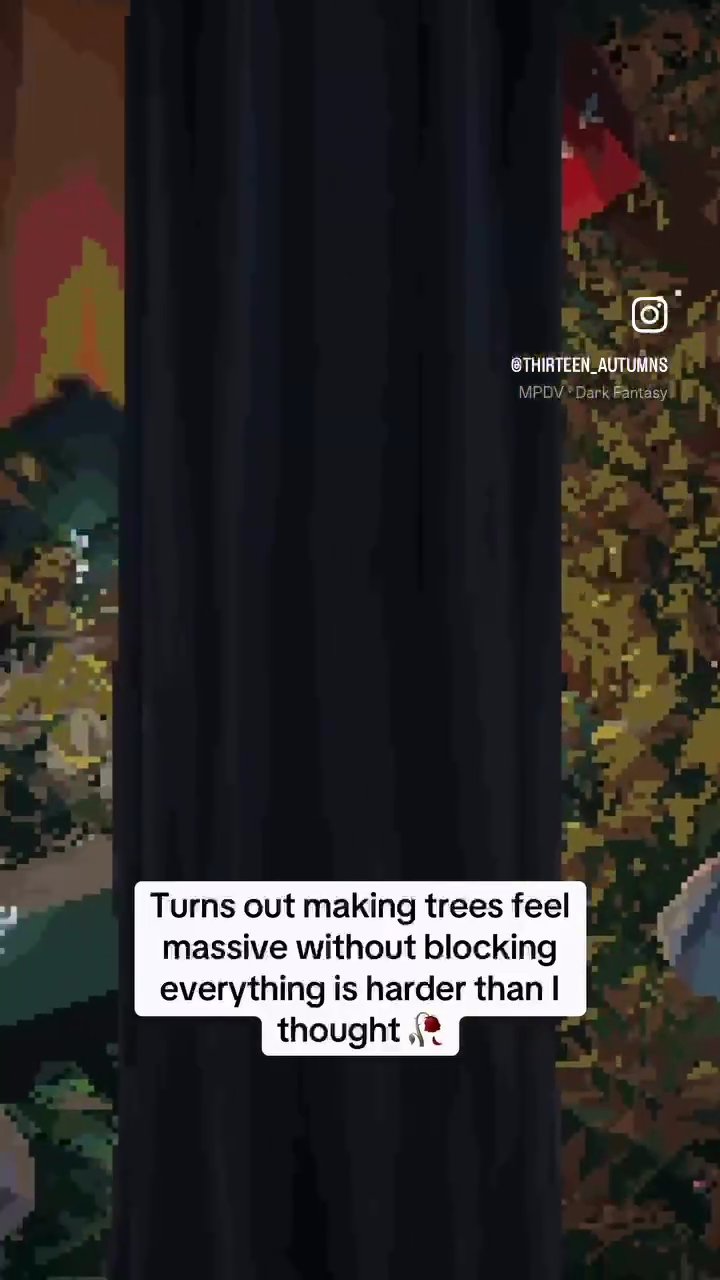 @THIRTEEN_AUTUMNS
MPDV · Dark Fantasy
Turns out making trees feel
massive without blocking
everything is harder than I
thought 🥀